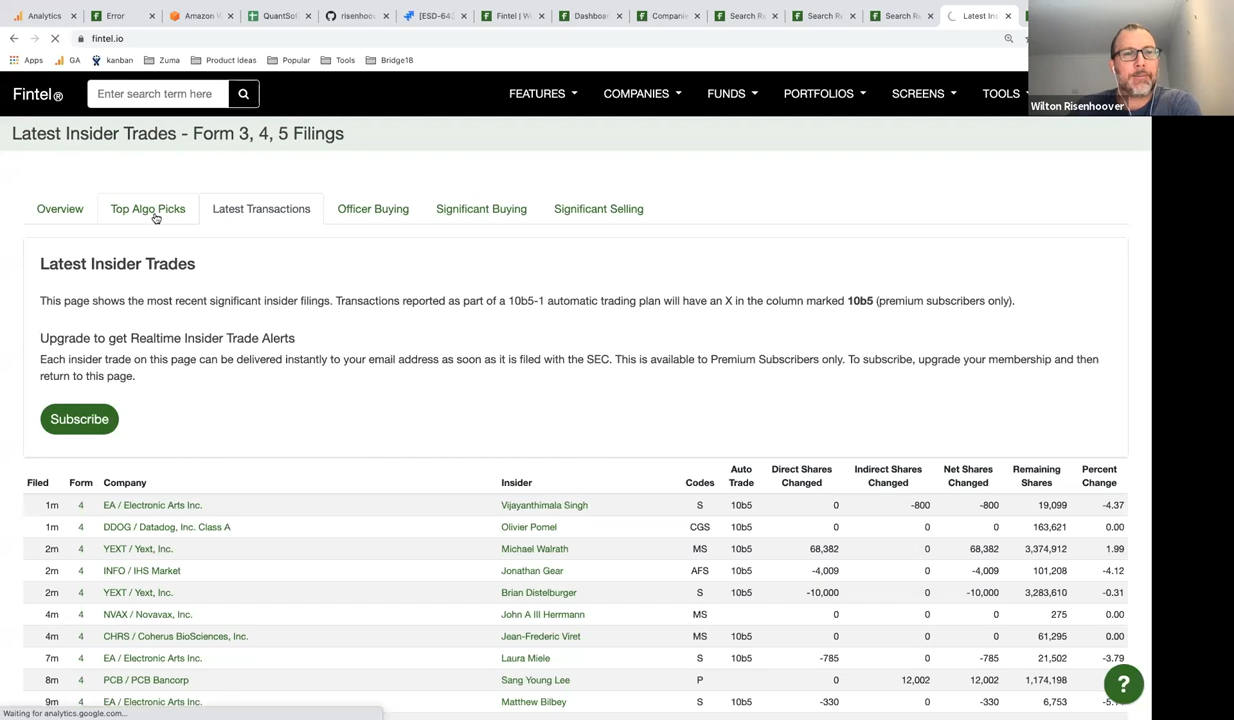 Analytics Error Amazon W QuantSof risenhoov [ESD-64 Fintel | W Dashboar Companie Search Re Search Re Search Re Latest Ins
fintel.io
Apps GA kanban Zuma Product Ideas Popular Tools Bridge18
Fintel® Enter search term here FEATURES COMPANIES FUNDS PORTFOLIOS SCREENS TOOLS
Wilton Risenhoover
Latest Insider Trades - Form 3, 4, 5 Filings
Overview Top Algo Picks Latest Transactions Officer Buying Significant Buying Significant Selling
Latest Insider Trades
This page shows the most recent significant insider filings. Transactions reported as part of a 10b5-1 automatic trading plan will have an X in the column marked 10b5 (premium subscribers only).
Upgrade to get Realtime Insider Trade Alerts
Each insider trade on this page can be delivered instantly to your email address as soon as it is filed with the SEC. This is available to Premium Subscribers only. To subscribe, upgrade your membership and then
return to this page.
Subscribe
Auto Direct Shares Indirect Shares Net Shares Remaining Percent
Filed Form Company Insider Codes Trade Changed Changed Changed Shares Change
1m 4 EA / Electronic Arts Inc. Vijayanthimala Singh S 10b5 0 -800 -800 19,099 -4.37
1m 4 DDOG / Datadog, Inc. Class A Olivier Pomel CGS 10b5 0 0 0 163,621 0.00
2m 4 YEXT / Yext, Inc. Michael Walrath MS 10b5 68,382 0 68,382 3,374,912 1.99
2m 4 INFO / IHS Market Jonathan Gear AFS 10b5 -4,009 0 -4,009 101,208 -4.12
2m 4 YEXT / Yext, Inc. Brian Distelburger S 10b5 -10,000 0 -10,000 3,283,610 -0.31
4m 4 NVAX / Novavax, Inc. John A III Herrmann MS 0 0 0 275 0.00
4m 4 CHRS / Coherus BioSciences, Inc. Jean-Frederic Viret MS 10b5 0 0 0 61,295 0.00
7m 4 EA / Electronic Arts Inc. Laura Miele S 10b5 -785 0 -785 21,502 -3.79
8m 4 PCB / PCB Bancorp Sang Young Lee P 0 12,002 12,002 1,174,198
9m 4 EA / Electronic Arts Inc. Matthew Bilbey S 10b5 -330 0 -330 6,753
?
Waiting for analytics.google.com...